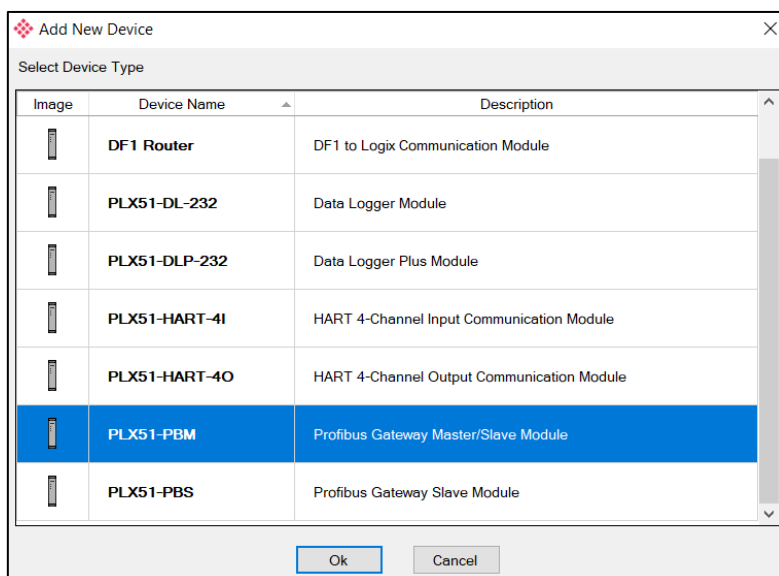 Add New Device
Select Device Type
Image Device Name Description
DF1 Router DF1 to Logix Communication Module
PLX51-DL-232 Data Logger Module
PLX51-DLP-232 Data Logger Plus Module
PLX51-HART-4I HART 4-Channel Input Communication Module
PLX51-HART-4O HART 4-Channel Output Communication Module
PLX51-PBM Profibus Gateway Master/Slave Module
PLX51-PBS Profibus Gateway Slave Module
Ok Cancel